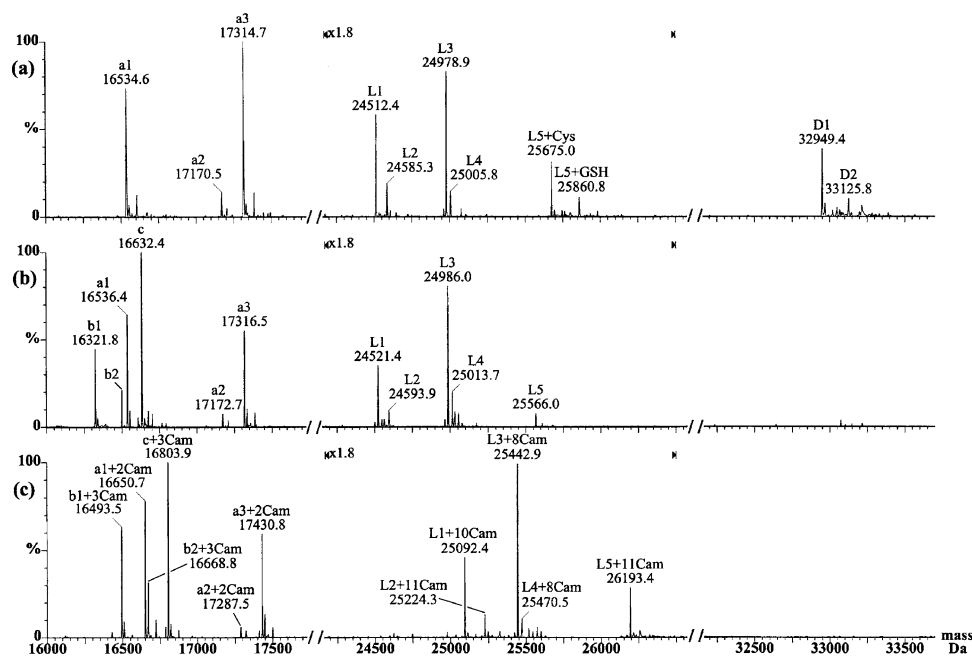 a3
17314.7
x1.8
100
(a)
a1
16534.6
L3
24978.9
L1
24512.4
%
a2
17170.5
L2
24585.3
L4
25005.8
L5+Cys
25675.0
L5+GSH
25860.8
D1
32949.4
D2
33125.8
0
c
16632.4
x1.8
100
(b)
a1
16536.4
L3
24986.0
b1
16321.8
a3
17316.5
%
b2
a2
17172.7
L1
24521.4
L2
24593.9
L4
25013.7
L5
25566.0
0
c+3Cam
16803.9
L3+8Cam
25442.9
x1.8
100
(c)
a1+2Cam
16650.7
b1+3Cam
16493.5
a3+2Cam
17430.8
%
b2+3Cam
16668.8
a2+2Cam
17287.5
L1+10Cam
25092.4
L2+11Cam
25224.3
L4+8Cam
25470.5
L5+11Cam
26193.4
0
16000 16500 17000 17500 24500 25000 25500 26000 32500 33000 33500 mass
Da